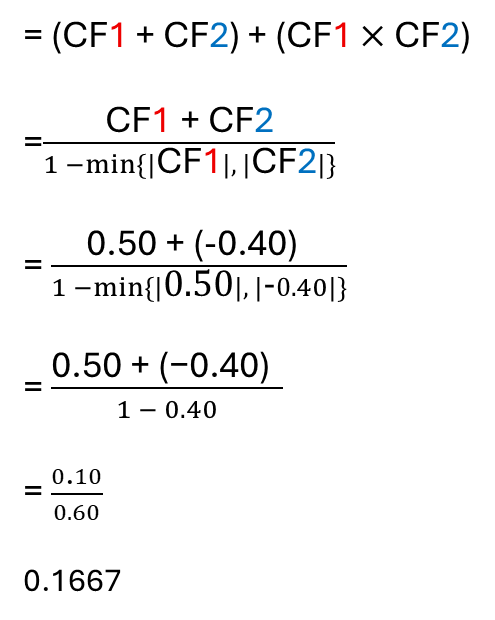 = (CF1 + CF2) + (CF1 × CF2)
= CF1 + CF2
1 −min{|CF1|, |CF2|}
= 0.50 + (-0.40)
1 −min{|0.50|, |-0.40|}
= 0.50 + (−0.40)
1 − 0.40
= 0.10
0.60
0.1667